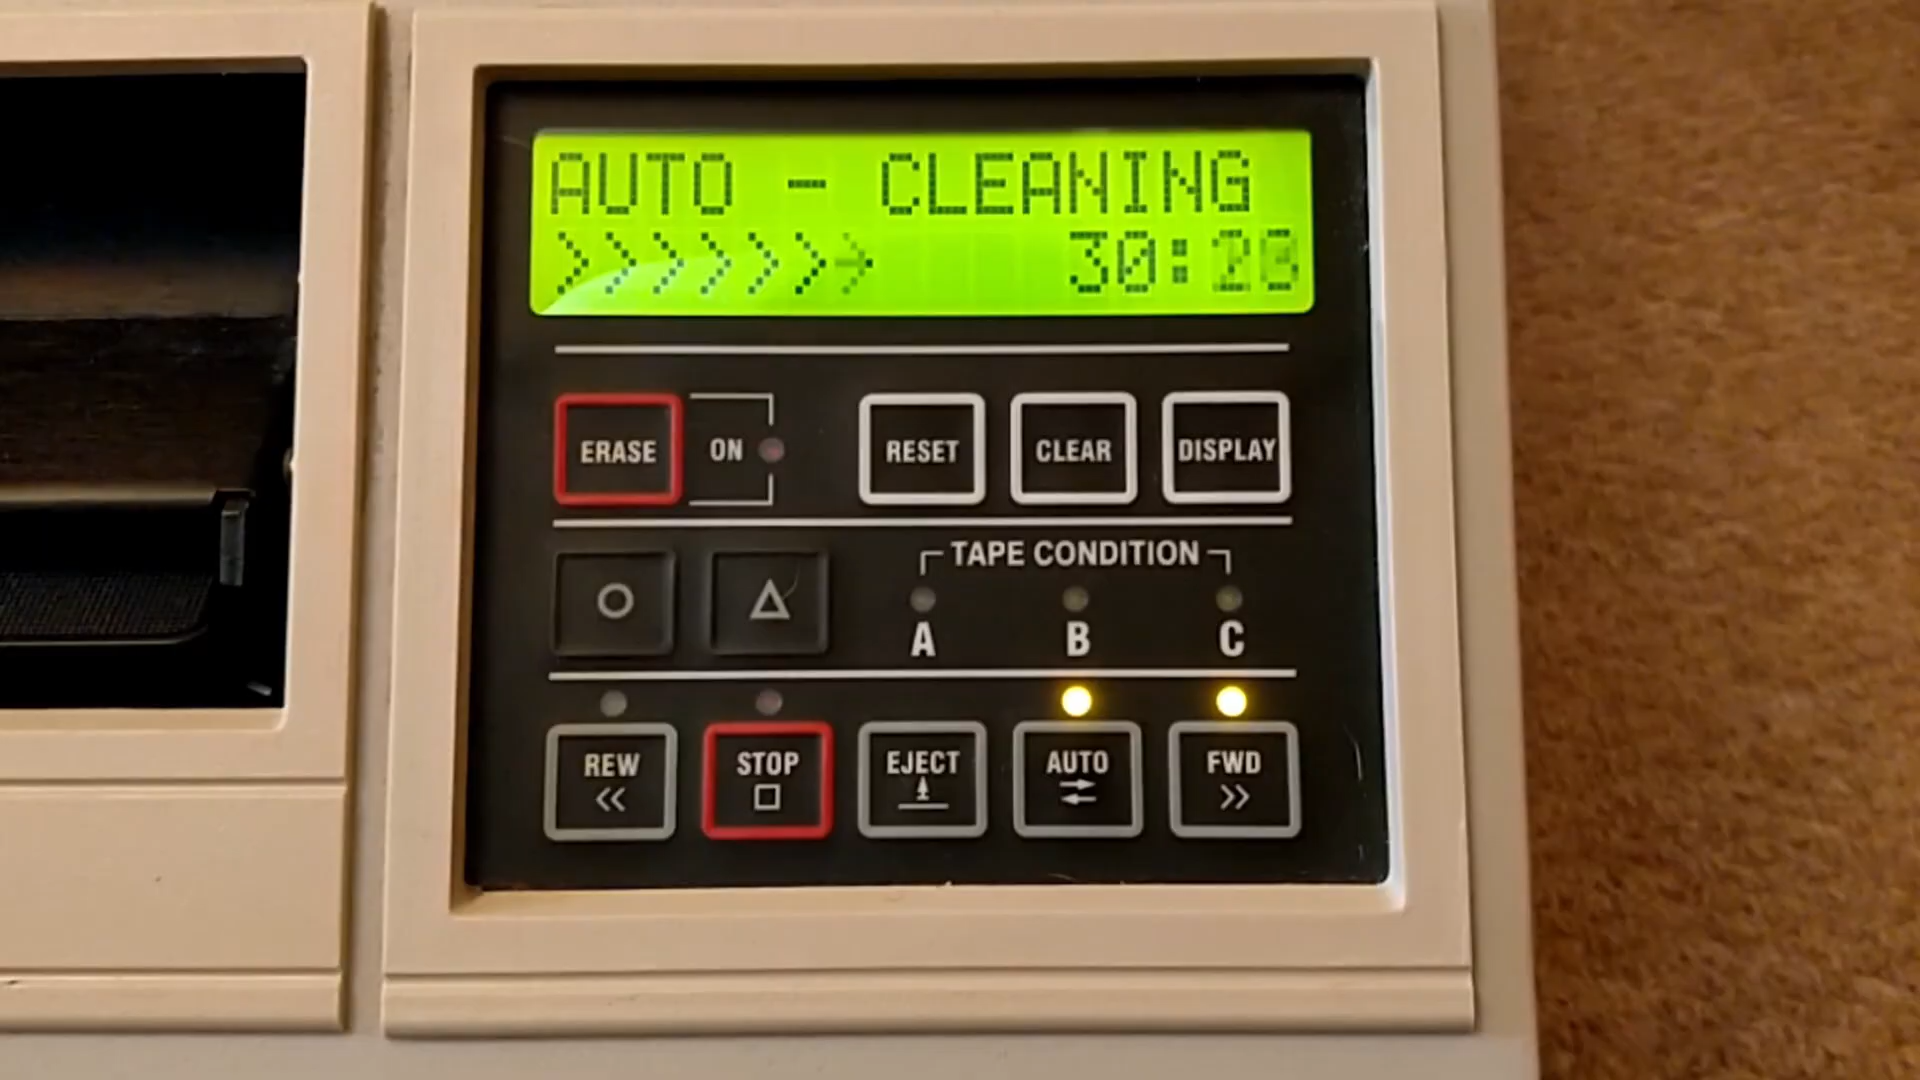 AUTO - CLEANING
>>>>>> 30:
ERASE ON RESET CLEAR DISPLAY
TAPE CONDITION
A B C
REW STOP EJECT AUTO FWD